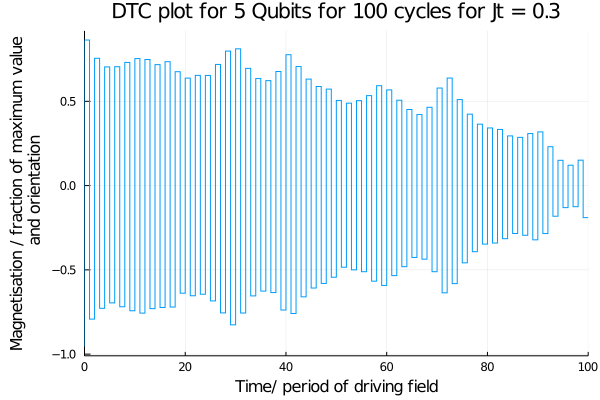 DTC plot for 5 Qubits for 100 cycles for Jt = 0.3
Magnetisation / fraction of maximum value
and orientation
0.5
0.0
−0.5
−1.0
0 20 40 60 80 100
Time/ period of driving field